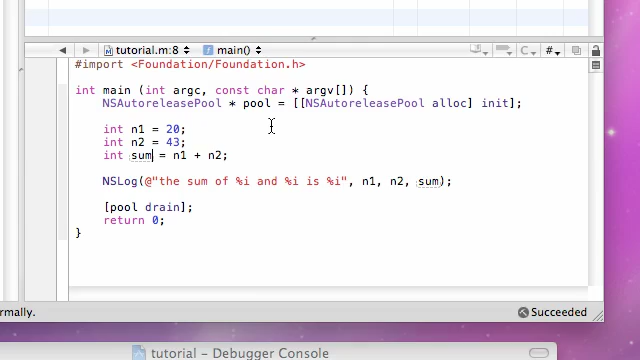 tutorial.m:8 main() C, #,
#import <Foundation/Foundation.h>
int main (int argc, const char * argv[]) {
NSAutoreleasePool * pool = [[NSAutoreleasePool alloc] init];
int n1 = 20;
int n2 = 43;
int sum = n1 + n2;
NSLog(@"the sum of %i and %i is %i", n1, n2, sum);
[pool drain];
return 0;
}
rmally. Succeeded
tutorial - Debugger Console